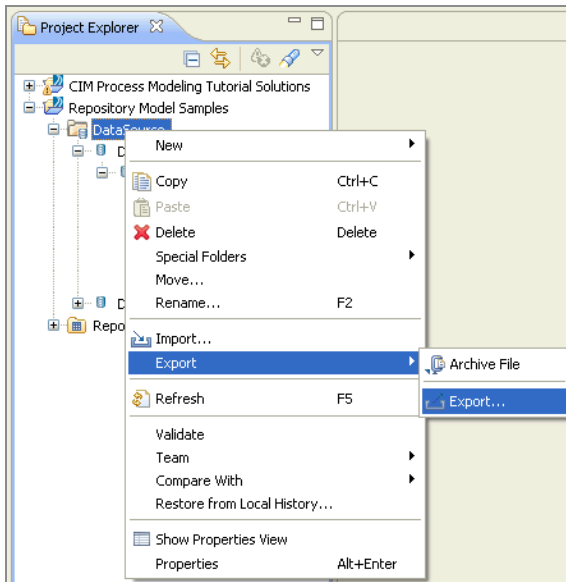 Project Explorer
CIM Process Modeling Tutorial Solutions
Repository Model Samples
DataSource
D
D
Repo
New
Copy Ctrl+C
Paste Ctrl+V
Delete Delete
Special Folders
Move...
Rename... F2
Import...
Export
Archive File
Export...
Refresh F5
Validate
Team
Compare With
Restore from Local History...
Show Properties View
Properties Alt+Enter